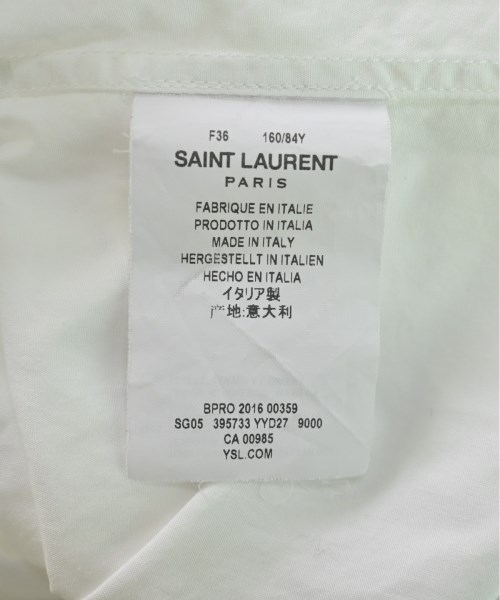 F36 160/84Y
SAINT LAURENT
PARIS
FABRIQUE EN ITALIE
PRODOTTO IN ITALIA
MADE IN ITALY
HERGESTELLT IN ITALIEN
HECHO EN ITALIA
イタリア製
产地:意大利
BPRO 2016 00359
SG05 395733 YYD27 9000
CA 00985
YSL.COM